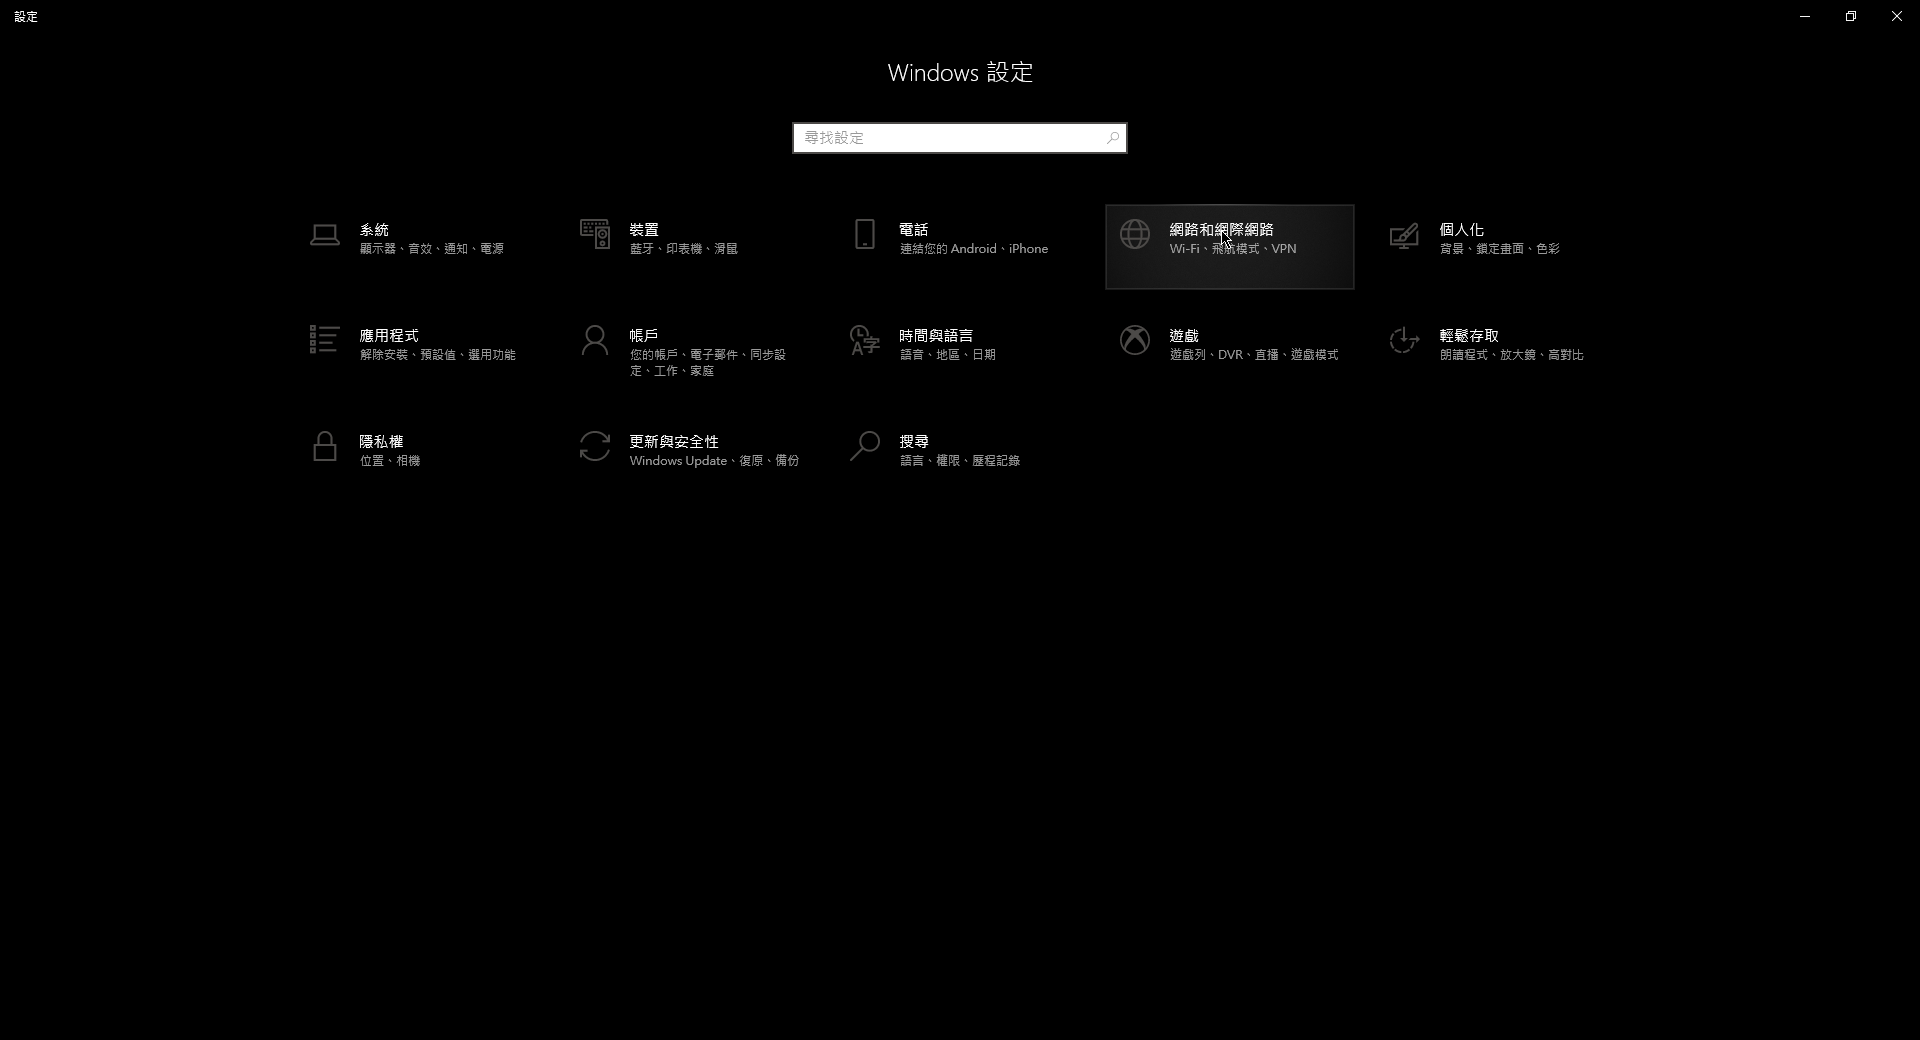 設定
Windows 設定
尋找設定
系統
顯示器、音效、通知、電源
裝置
藍牙、印表機、滑鼠
電話
連結您的 Android、iPhone
網路和網際網路
Wi-Fi、飛航模式、VPN
個人化
背景、鎖定畫面、色彩
應用程式
解除安裝、預設值、選用功能
帳戶
您的帳戶、電子郵件、同步設
定、工作、家庭
時間與語言
語音、地區、日期
遊戲
遊戲列、DVR、直播、遊戲模式
輕鬆存取
朗讀程式、放大鏡、高對比
隱私權
位置、相機
更新與安全性
Windows Update、復原、備份
搜尋
語言、權限、歷程記錄